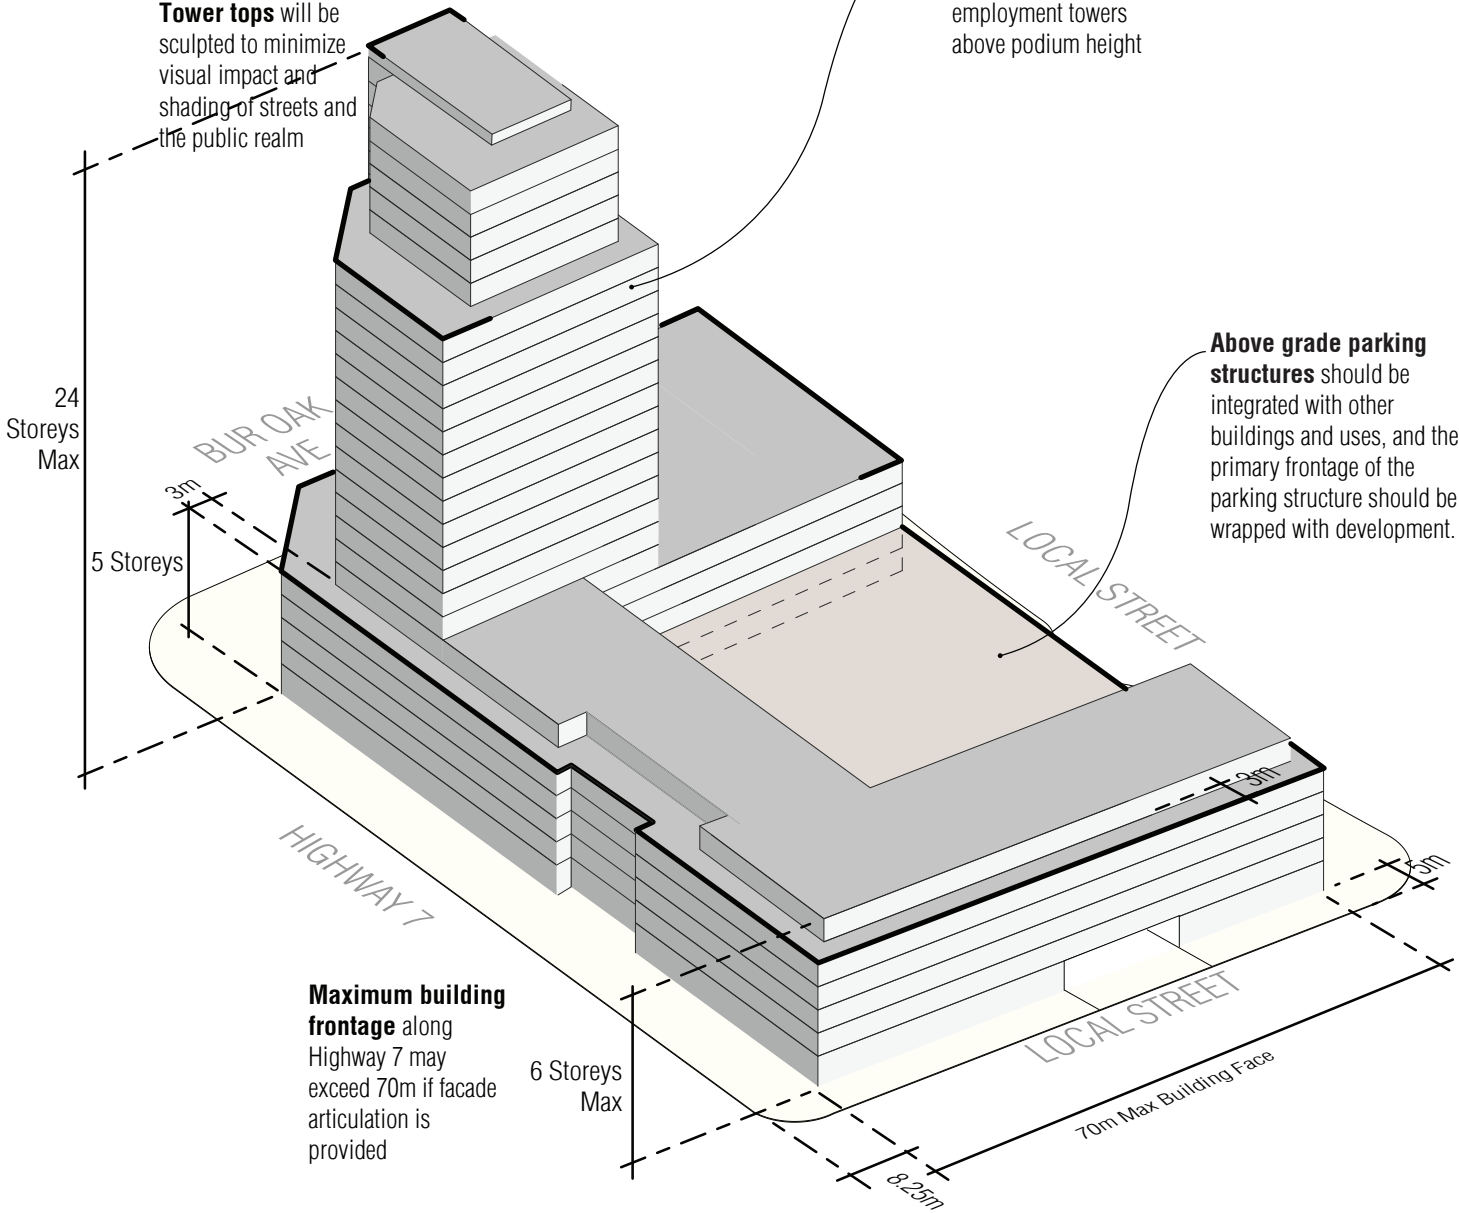 Tower tops will be
sculpted to minimize
visual impact and
shading of streets and
the public realm
employment towers
above podium height
Above grade parking
structures should be
integrated with other
buildings and uses, and the
primary frontage of the
parking structure should be
wrapped with development.
24
Storeys
Max
BUR OAK
AVE
3m
5 Storeys
LOCAL STREET
3m
5m
HIGHWAY 7
LOCAL STREET
Maximum building
frontage along
Highway 7 may
exceed 70m if facade
articulation is
provided
6 Storeys
Max
70m Max Building Face
8.25m